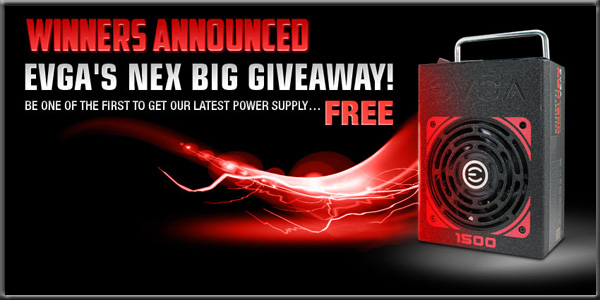 WINNERS ANNOUNCED
EVGA'S NEX BIG GIVEAWAY!
BE ONE OF THE FIRST TO GET OUR LATEST POWER SUPPLY...
FREE
EVGA
1500